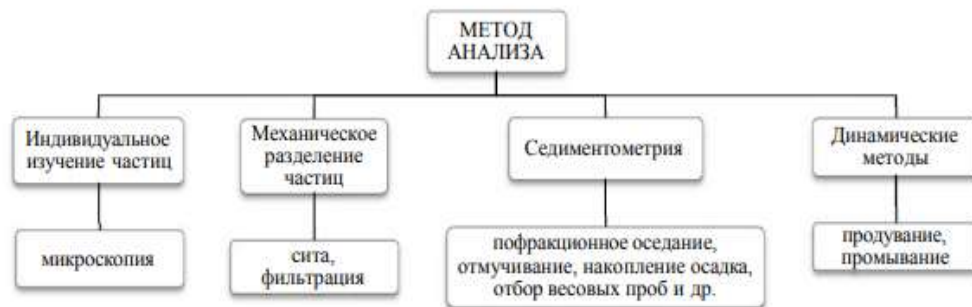 МЕТОД
АНАЛИЗА
Индивидуальное
изучение частиц
Механическое
разделение
частиц
Седиментометрия
Динамические
методы
микроскопия
сита,
фильтрация
пофракционное оседание,
отмучивание, накопление осадка,
отбор весовых проб и др.
продувание,
промывание